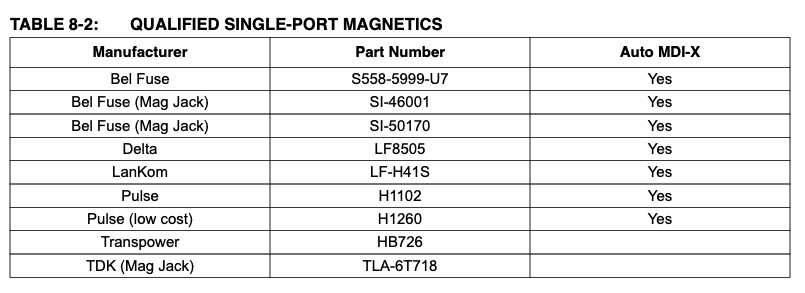 TABLE 8-2: QUALIFIED SINGLE-PORT MAGNETICS
Manufacturer Part Number Auto MDI-X
Bel Fuse S558-5999-U7 Yes
Bel Fuse (Mag Jack) SI-46001 Yes
Bel Fuse (Mag Jack) SI-50170 Yes
Delta LF8505 Yes
LanKom LF-H41S Yes
Pulse H1102 Yes
Pulse (low cost) H1260 Yes
Transpower HB726
TDK (Mag Jack) TLA-6T718